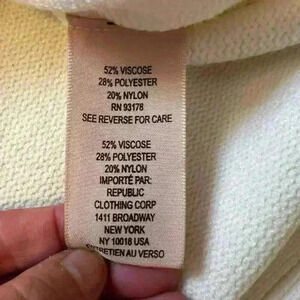 52% VISCOSE
28% POLYESTER
20% NYLON
RN 93178
SEE REVERSE FOR CARE
52% VISCOSE
28% POLYESTER
20% NYLON
IMPORTÉ PAR:
REPUBLIC
CLOTHING CORP
1411 BROADWAY
NEW YORK
NY 10018 USA
ENTRETIEN AU VERSO